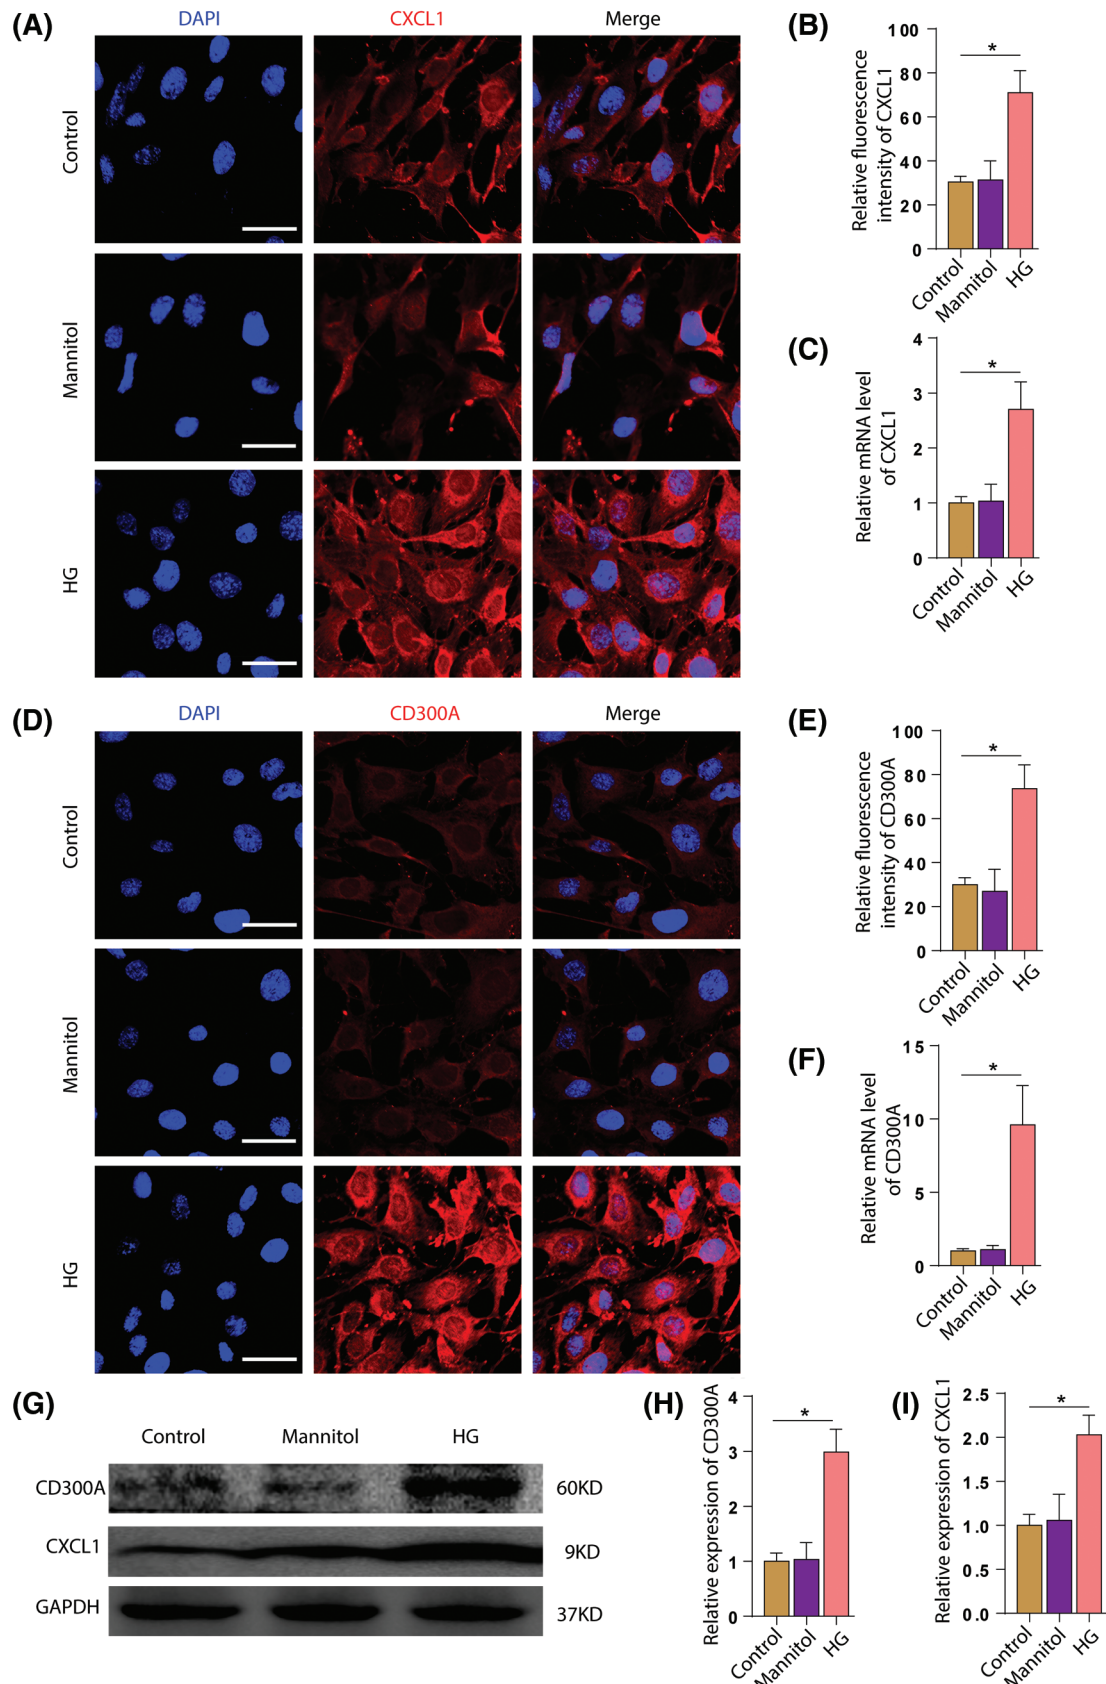 (A)
DAPI
CXCL1
Merge
Control
Mannitol
HG
(B)
Relative fluorescence
intensity of CXCL1
100
80
60
40
20
0
*
Control
Mannitol
HG
(C)
Relative mRNA level
of CXCL1
4
3
2
1
0
*
Control
Mannitol
HG
(D)
DAPI
CD300A
Merge
Control
Mannitol
HG
(E)
Relative fluorescence
intensity of CD300A
100
80
60
40
20
0
*
Control
Mannitol
HG
(F)
Relative mRNA level
of CD300A
15
10
5
0
*
Control
Mannitol
HG
(G)
Control Mannitol HG
CD300A 60KD
CXCL1 9KD
GAPDH 37KD
(H)
Relative expression of CD300A
4
3
2
1
0
*
Control
Mannitol
HG
(I)
Relative expression of CXCL1
2.5
2.0
1.5
1.0
0.5
0.0
*
Control
Mannitol
HG